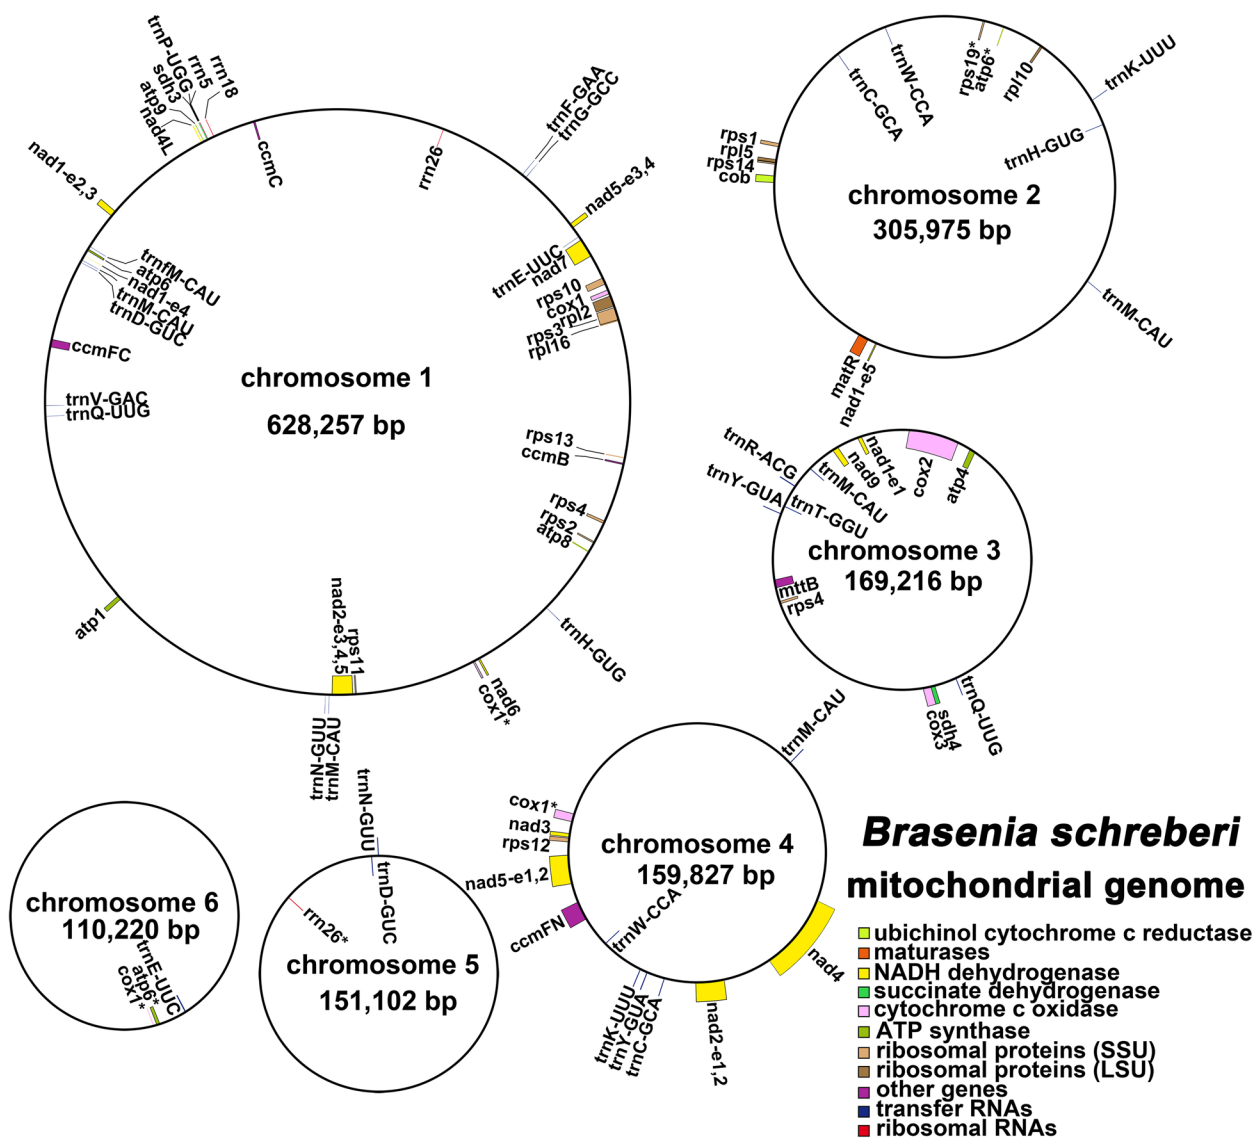 trnP-UGG
sdh3
rrn5
rrn18
atp9
nad4L
nad1-e2,3
ccmC
rrn26
trnF-GAA
trnG-GCC
nad5-e3,4
trnE-UUC
nad7
rps10
cox1
rpl2
rps3
rpl16
trnfM-CAU
atp6
nad1-e4
trnM-CAU
trnD-GUC
ccmFC
trnV-GAC
trnQ-UUG
chromosome 1
628,257 bp
rps13
ccmB
rps4
rps2
atp8
trnH-GUG
nad6
cox1*
rps11
nad2-e3,4,5
trnN-GUU
trnM-CAU
atp1
trnC-GCA
trnW-CCA
rps19*
atp6*
rpl10
trnK-UUU
trnH-GUG
rps1
rpl5
rps14
cob
chromosome 2
305,975 bp
trnM-CAU
matR
nad1-e5
trnR-ACG
trnY-GUA
trnM-CAU
trnT-GGU
nad9
nad1-e1
cox2
atp4
chromosome 3
169,216 bp
mttB
rps4
cox3
sdh4
trnQ-UUG
trnM-CAU
cox1*
nad3
rps12
nad5-e1,2
ccmFN
chromosome 4
159,827 bp
trnW-CCA
trnK-UUU
trnY-GUA
trnC-GCA
nad2-e1,2
nad4
trnN-GUU
trnD-GUC
rrn26*
chromosome 5
151,102 bp
chromosome 6
110,220 bp
trnE-UUC
atp6*
cox1*
Brasenia schreberi
mitochondrial genome
ubichinol cytochrome c reductase
maturases
NADH dehydrogenase
succinate dehydrogenase
cytochrome c oxidase
ATP synthase
ribosomal proteins (SSU)
ribosomal proteins (LSU)
other genes
transfer RNAs
ribosomal RNAs